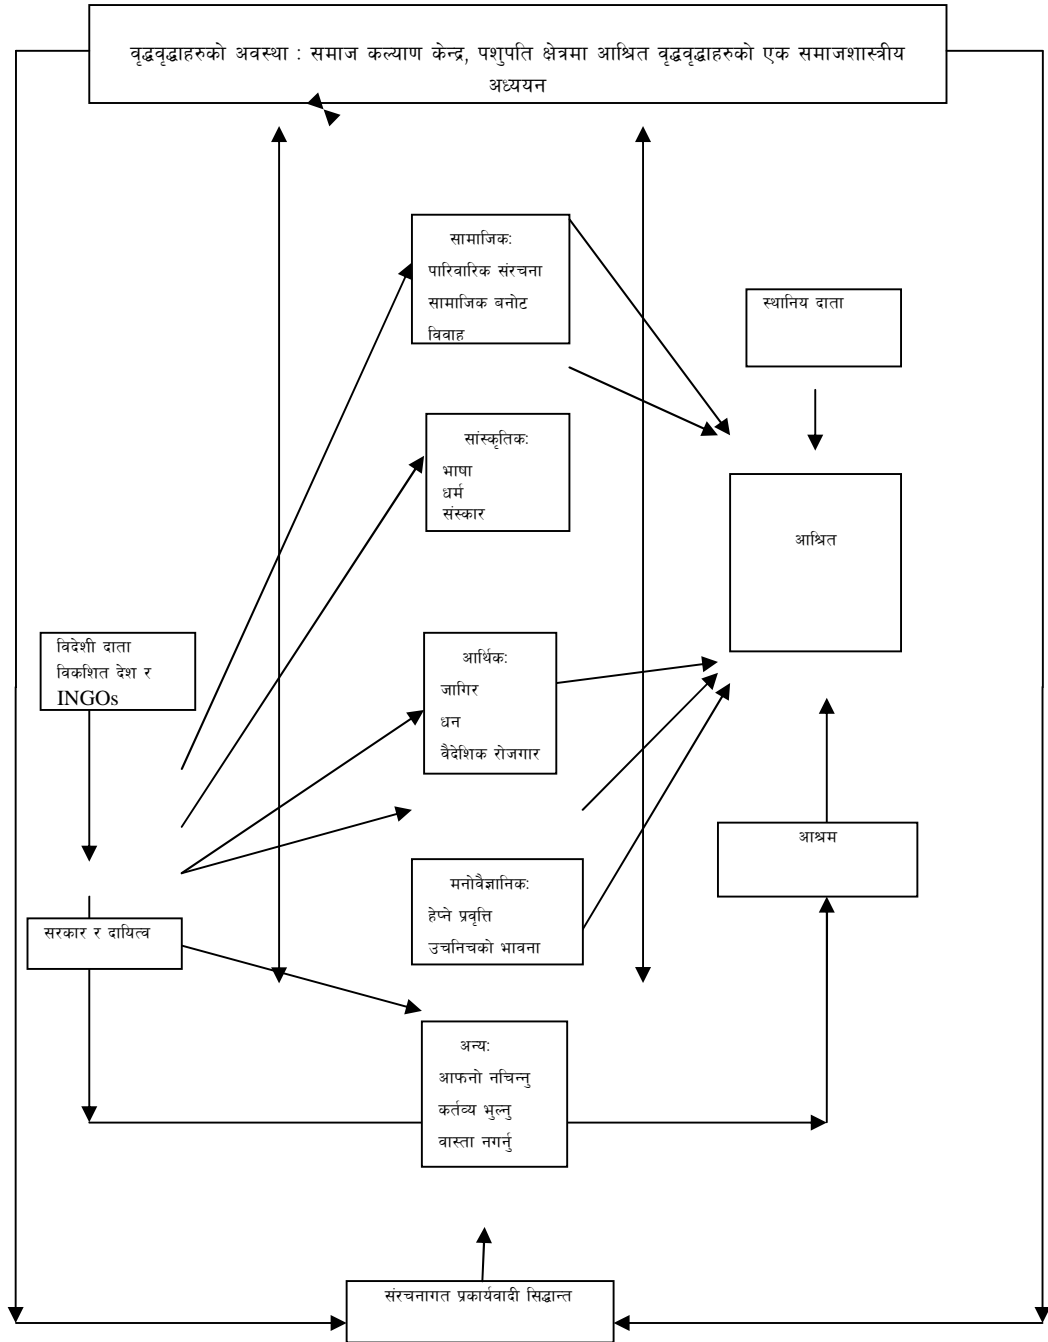 वृद्धवृद्धाहरुको अवस्था : समाज कल्याण केन्द्र, पशुपति क्षेत्रमा आश्रित वृद्धवृद्धाहरुको एक समाजशास्त्रीय
अध्ययन
सामाजिक:
पारिवारिक संरचना
सामाजिक बनोट
विवाह
स्थानिय दाता
सांस्कृतिक:
भाषा
धर्म
संस्कार
आश्रित
विदेशी दाता
विकशित देश र
INGOs
आर्थिक:
जागिर
धन
वैदेशिक रोजगार
आश्रम
मनोवैज्ञानिक:
हेप्ने प्रवृत्ति
उचनिचको भावना
सरकार र दायित्व
अन्य:
आफनो नचिन्नु
कर्तव्य भुल्नु
वास्ता नगर्नु
संरचनागत प्रकार्यवादी सिद्धान्त